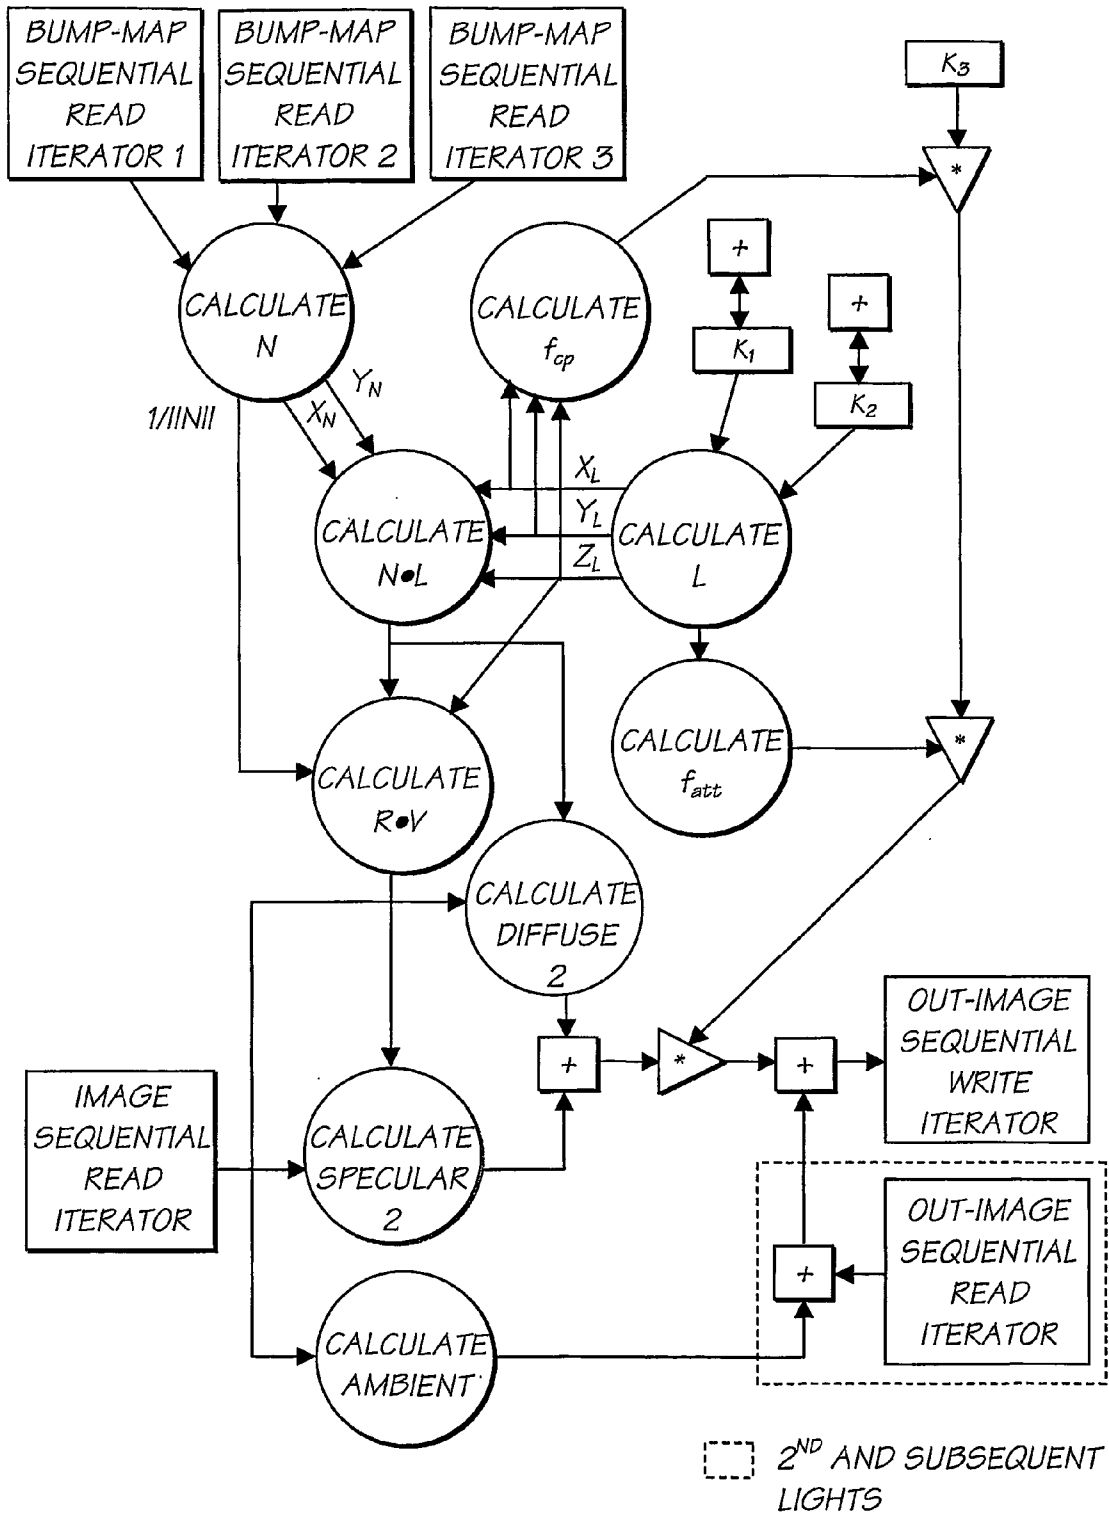 BUMP-MAP
SEQUENTIAL
READ
ITERATOR 1
BUMP-MAP
SEQUENTIAL
READ
ITERATOR 2
BUMP-MAP
SEQUENTIAL
READ
ITERATOR 3
K3
*
CALCULATE
N
CALCULATE
fcp
+
K1
+
K2
1/||N||
XN
YN
CALCULATE
N•L
XL
YL
ZL
CALCULATE
L
CALCULATE
R•V
CALCULATE
fatt
*
CALCULATE
DIFFUSE
2
+
*
+
OUT-IMAGE
SEQUENTIAL
WRITE
ITERATOR
IMAGE
SEQUENTIAL
READ
ITERATOR
CALCULATE
SPECULAR
2
+
OUT-IMAGE
SEQUENTIAL
READ
ITERATOR
CALCULATE
AMBIENT
2ND AND SUBSEQUENT
LIGHTS